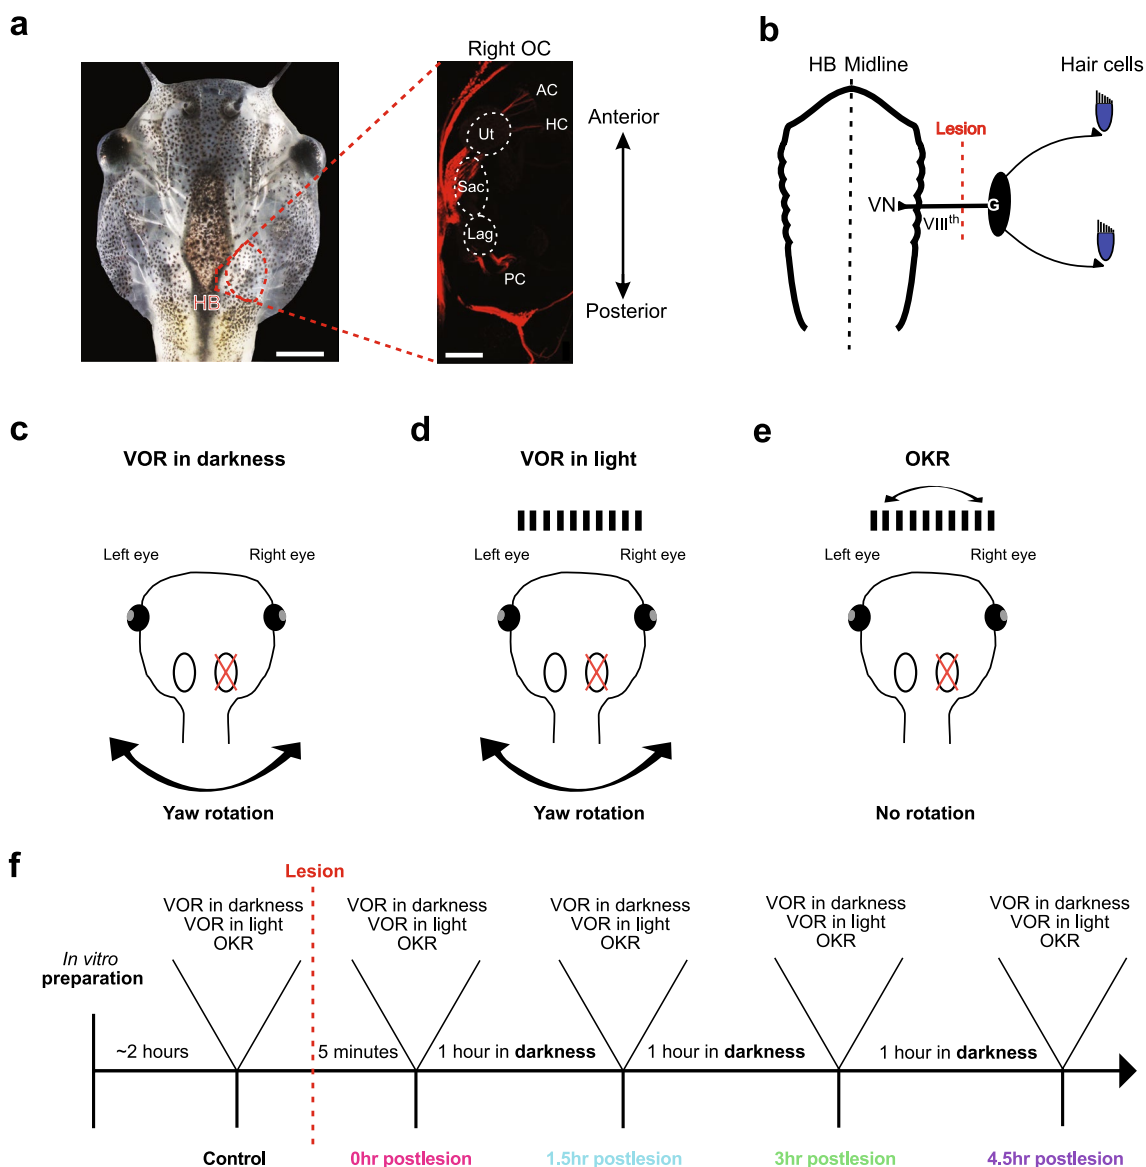 a
Right OC
AC
HC
Ut
Sac
Lag
PC
HB
Anterior
Posterior
b
HB Midline
Hair cells
Lesion
VN
VIIIth
G
c
VOR in darkness
Left eye
Right eye
Yaw rotation
d
VOR in light
Left eye
Right eye
Yaw rotation
e
OKR
Left eye
Right eye
No rotation
f
Lesion
In vitro
preparation
~2 hours
VOR in darkness
VOR in light
OKR
Control
5 minutes
VOR in darkness
VOR in light
OKR
0hr postlesion
1 hour in darkness
VOR in darkness
VOR in light
OKR
1.5hr postlesion
1 hour in darkness
VOR in darkness
VOR in light
OKR
3hr postlesion
1 hour in darkness
VOR in darkness
VOR in light
OKR
4.5hr postlesion